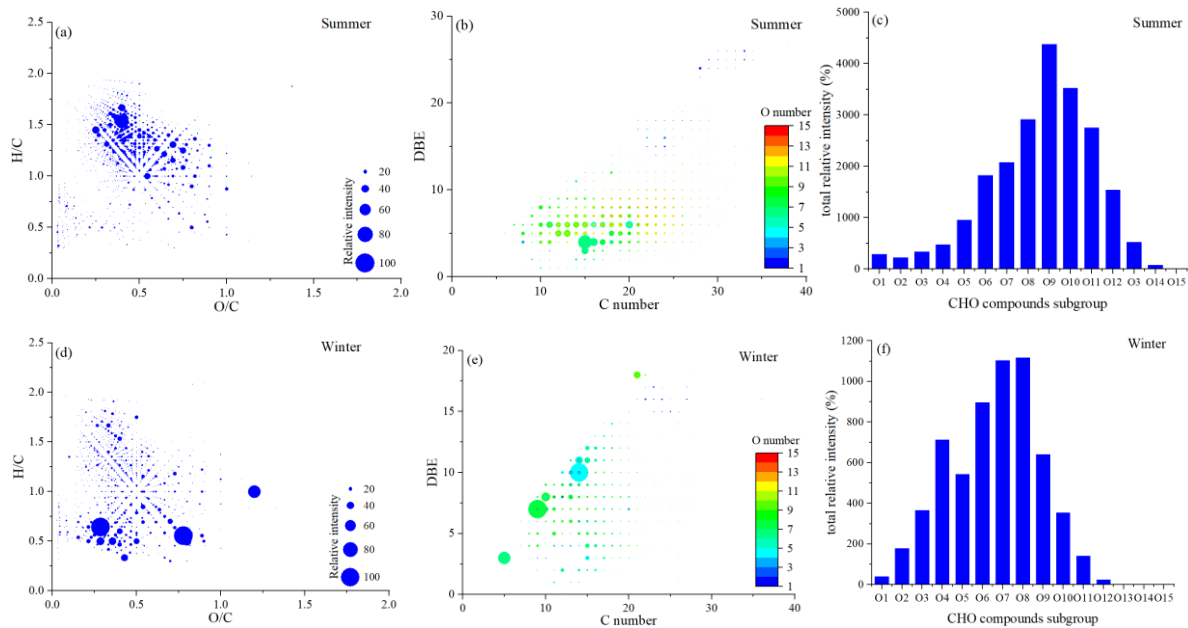 (a)
Summer
2.5
2.0
1.5
1.0
0.5
0.0
H/C
0.0 0.5 1.0 1.5 2.0
O/C
Relative intensity
20
40
60
80
100
(b)
Summer
30
20
10
0
DBE
10 20 30 40
C number
O number
15
13
11
9
7
5
3
1
(c)
Summer
5000
4000
3000
2000
1000
0
total relative intensity (%)
O1 O2 O3 O4 O5 O6 O7 O8 O9 O10 O11 O12 O3 O14 O15
CHO compounds subgroup
(d)
Winter
2.5
2.0
1.5
1.0
0.5
0.0
H/C
0.0 0.5 1.0 1.5 2.0
O/C
Relative intensity
20
40
60
80
100
(e)
Winter
20
15
10
5
0
DBE
0 10 20 30 40
C number
O number
15
13
11
9
7
5
3
1
(f)
Winter
1200
1000
800
600
400
200
0
total relative intensity (%)
O1 O2 O3 O4 O5 O6 O7 O8 O9 O10 O11 O12 O13 O14 O15
CHO compounds subgroup